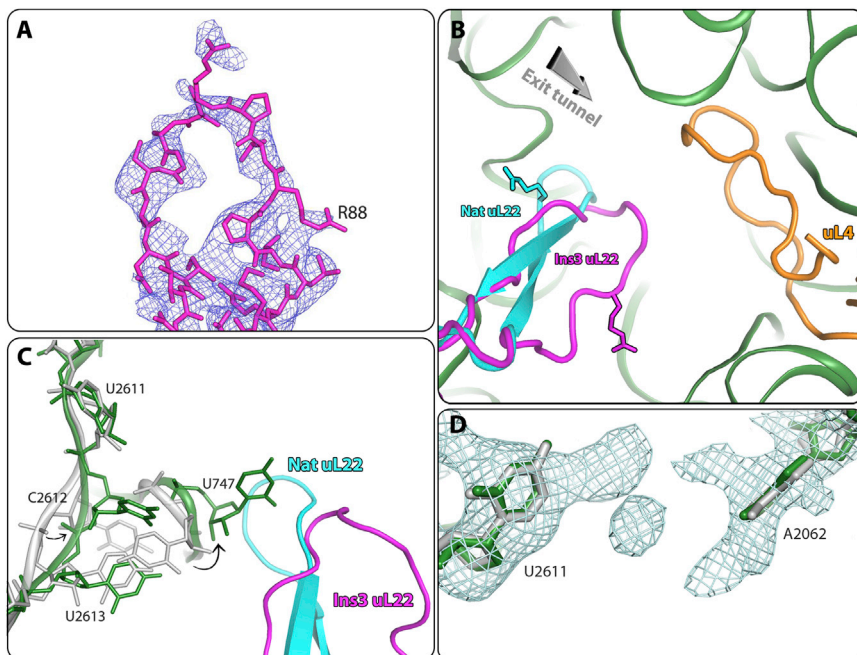 A
R88
B
Exit tunnel
Nat uL22
Ins3 uL22
uL4
C
U2611
C2612
U747
Nat uL22
U2613
Ins3 uL22
D
U2611
A2062